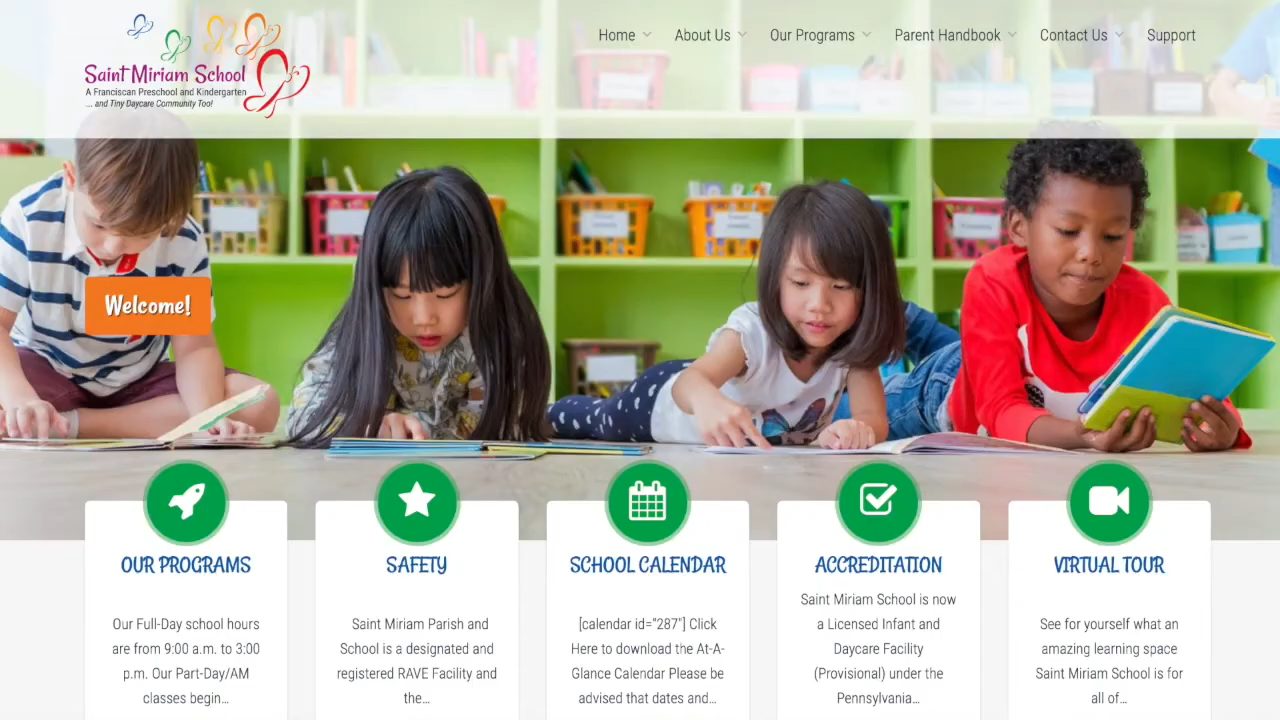 Home
About Us
Our Programs
Parent Handbook
Contact Us
Support
Saint Miriam School
A Franciscan Preschool and Kindergarten
... and Tiny Daycare Community Too!
Welcome!
OUR PROGRAMS
Our Full-Day school hours
are from 9:00 a.m. to 3:00
p.m. Our Part-Day/AM
classes begin...
SAFETY
Saint Miriam Parish and
School is a designated and
registered RAVE Facility and
the...
SCHOOL CALENDAR
[calendar id="287"] Click
Here to download the At-A-
Glance Calendar Please be
advised that dates and...
ACCREDITATION
Saint Miriam School is now
a Licensed Infant and
Daycare Facility
(Provisional) under the
Pennsylvania...
VIRTUAL TOUR
See for yourself what an
amazing learning space
Saint Miriam School is for
all of...